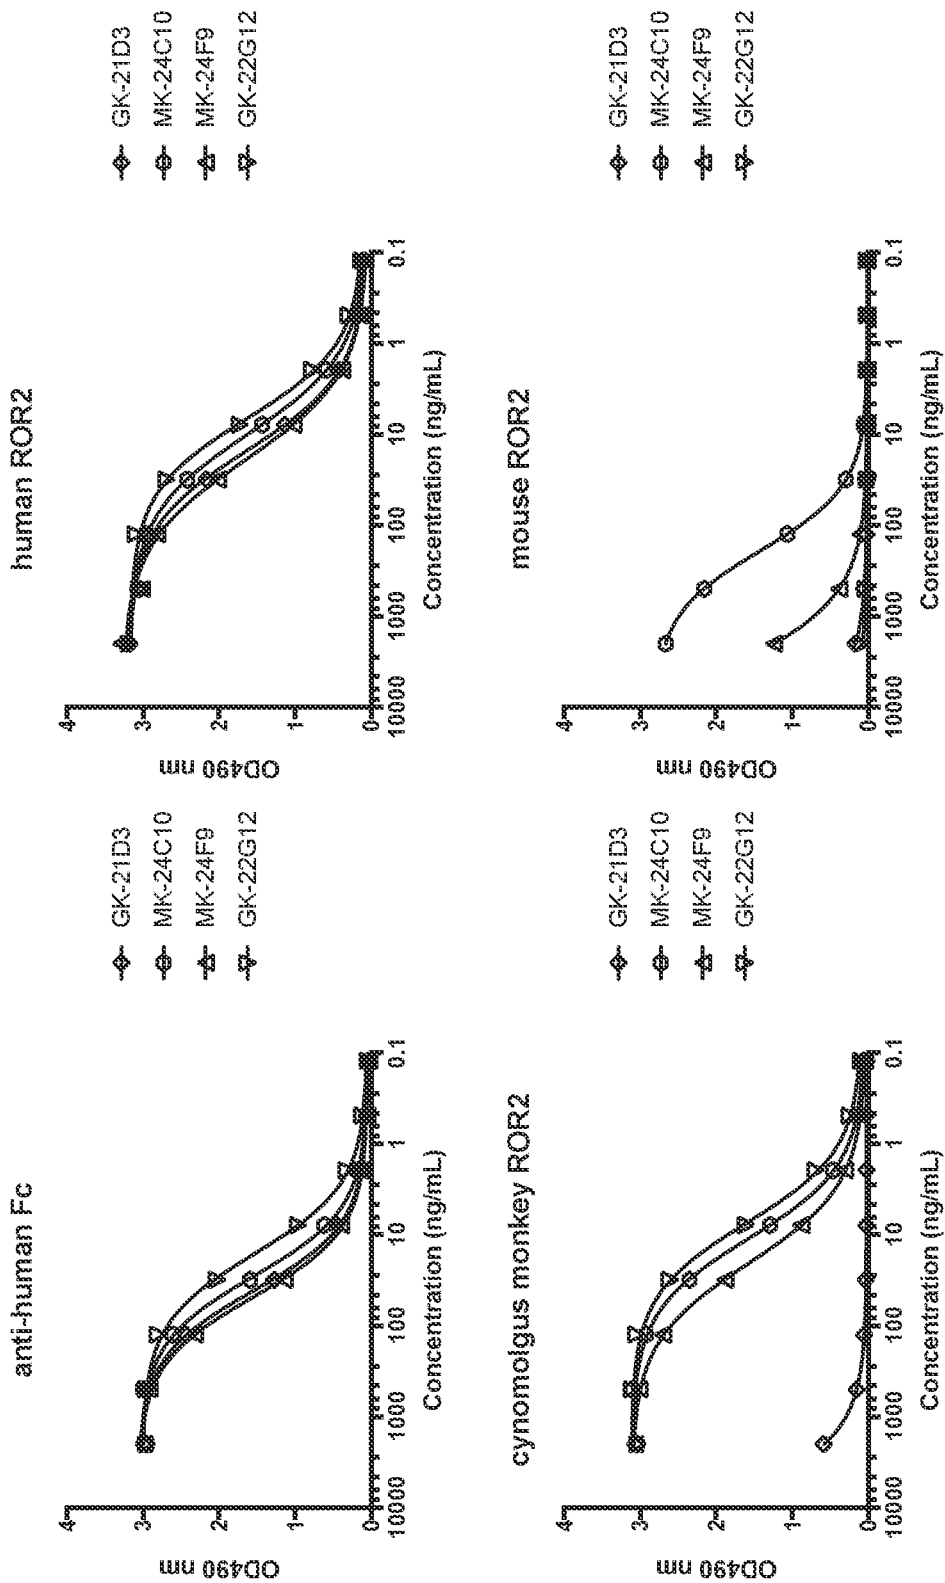 anti-human Fc
OD490 nm
4
3
2
1
0
10000 1000 100 10 1 0.1
Concentration (ng/mL)
GK-21D3
MK-24C10
MK-24F9
GK-22G12
human ROR2
OD490 nm
4
3
2
1
0
10000 1000 100 10 1 0.1
Concentration (ng/mL)
GK-21D3
MK-24C10
MK-24F9
GK-22G12
cynomolgus monkey ROR2
OD490 nm
4
3
2
1
0
10000 1000 100 10 1 0.1
Concentration (ng/mL)
GK-21D3
MK-24C10
MK-24F9
GK-22G12
mouse ROR2
OD490 nm
4
3
2
1
0
10000 1000 100 10 1 0.1
Concentration (ng/mL)
GK-21D3
MK-24C10
MK-24F9
GK-22G12